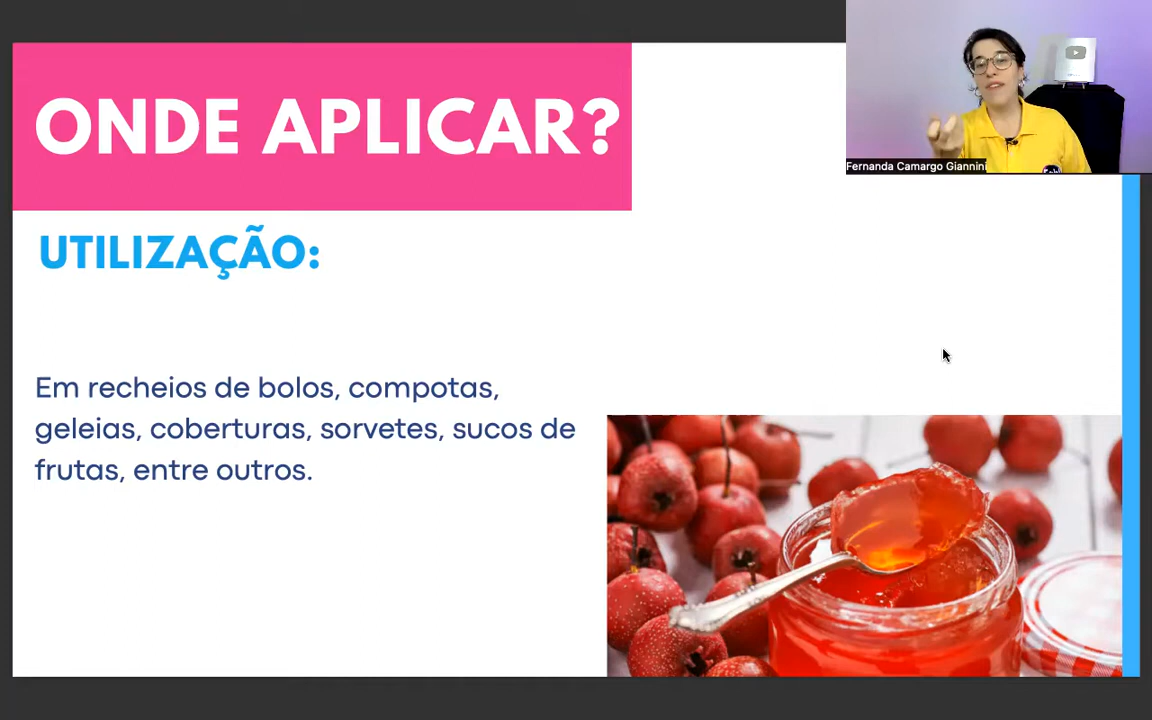 ONDE APLICAR?
Fernanda Camargo Giannini
UTILIZAÇÃO:
Em recheios de bolos, compotas,
geleias, coberturas, sorvetes, sucos de
frutas, entre outros.